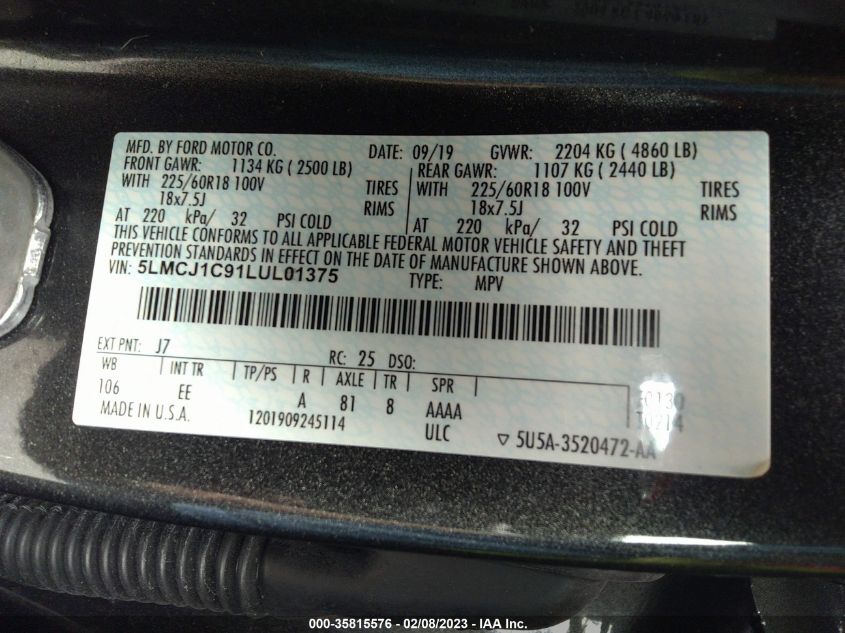 MFD. BY FORD MOTOR CO. DATE: 09/19 GVWR: 2204 KG ( 4860 LB)
FRONT GAWR: 1134 KG ( 2500 LB) REAR GAWR: 1107 KG ( 2440 LB)
WITH 225/60R18 100V TIRES WITH 225/60R18 100V TIRES
18x7.5J RIMS 18x7.5J RIMS
AT 220 kPa/ 32 PSI COLD AT 220 kPa/ 32 PSI COLD
THIS VEHICLE CONFORMS TO ALL APPLICABLE FEDERAL MOTOR VEHICLE SAFETY AND THEFT
PREVENTION STANDARDS IN EFFECT ON THE DATE OF MANUFACTURE SHOWN ABOVE.
VIN: 5LMCJ1C91LUL01375 TYPE: MPV
EXT PNT: J7 RC: 25 DSO:
WB INT TR TP/PS R AXLE TR SPR
106 EE A 81 8 AAAA
MADE IN U.S.A. 1201909245114 ULC
5U5A-3520472-AA
000-35815576 - 02/08/2023 - IAA Inc.